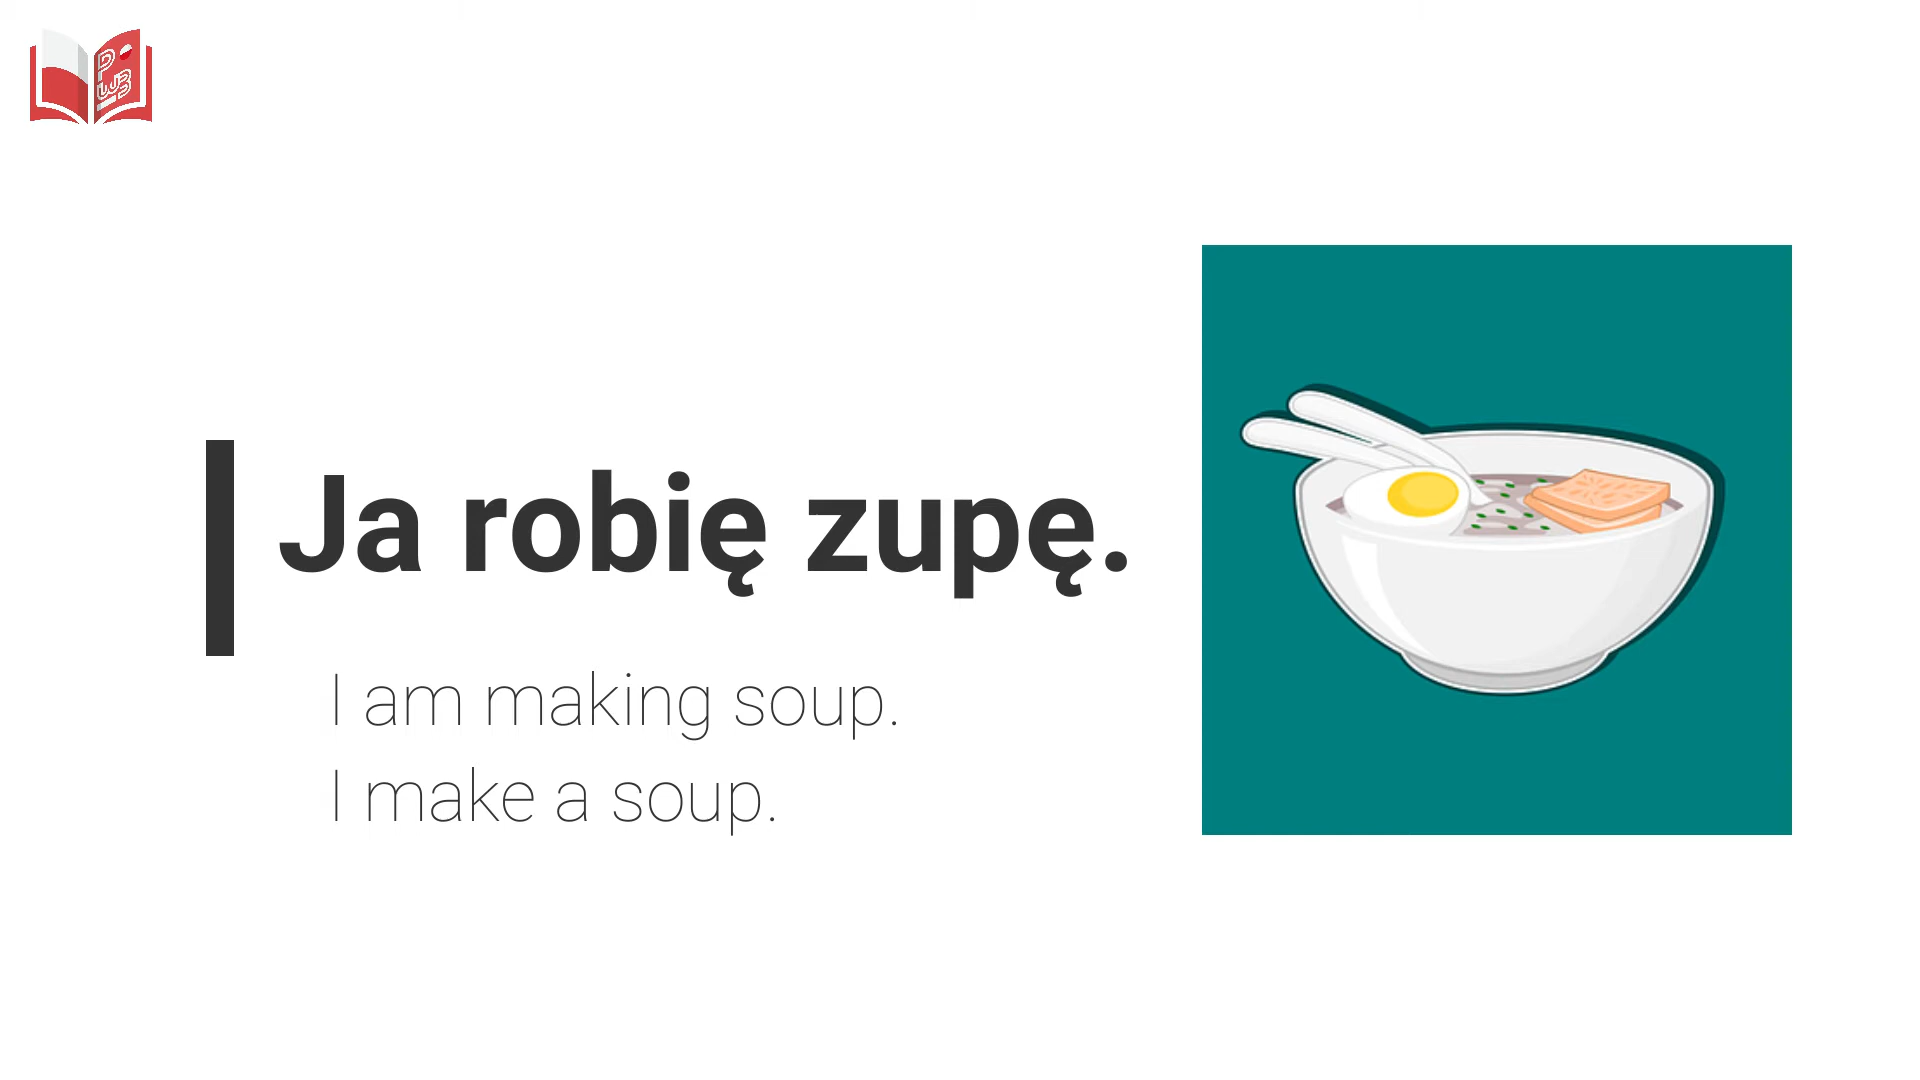 Ja robię zupę.
I am making soup.
I make a soup.